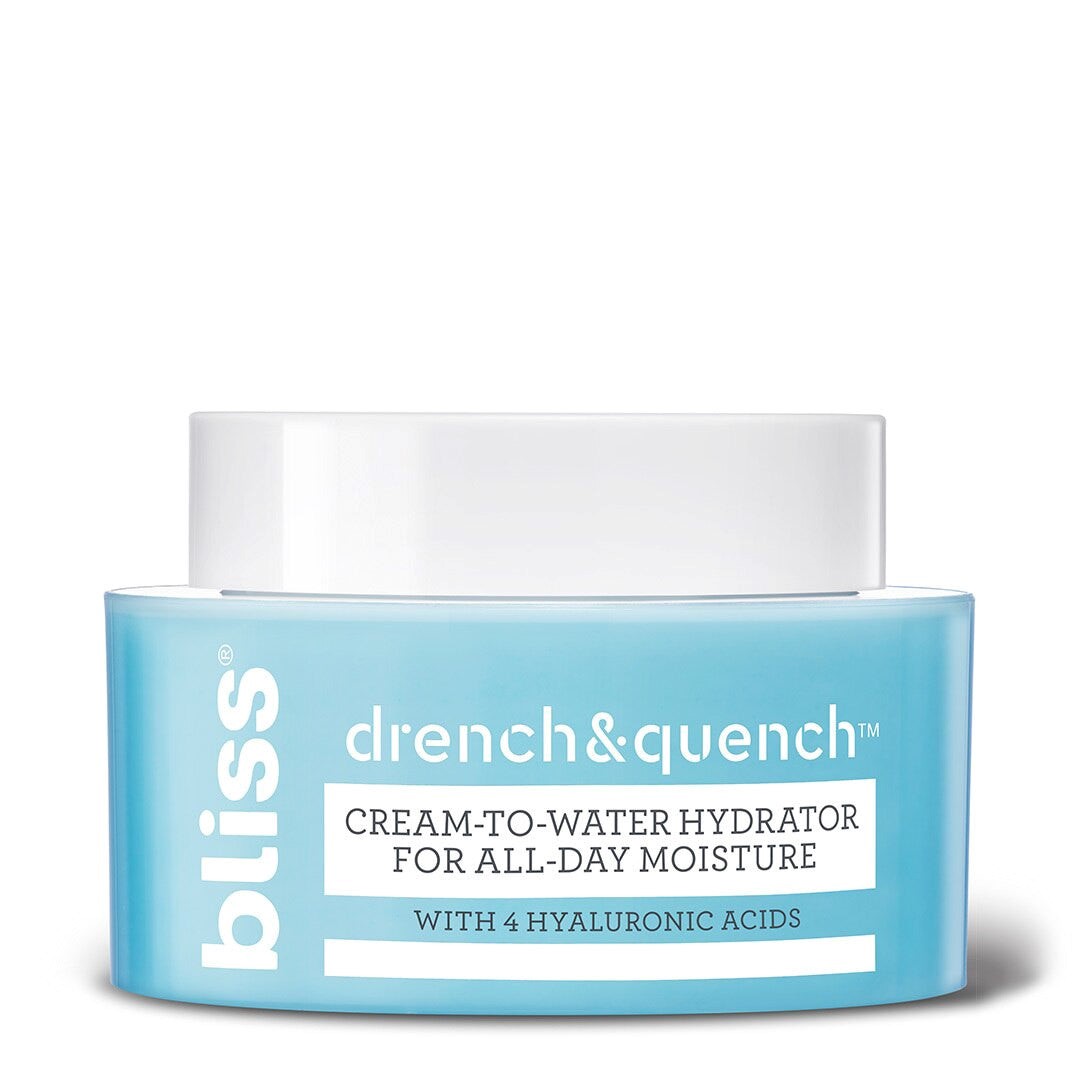 bliss®
drench&quench™
CREAM-TO-WATER HYDRATOR
FOR ALL-DAY MOISTURE
WITH 4 HYALURONIC ACIDS